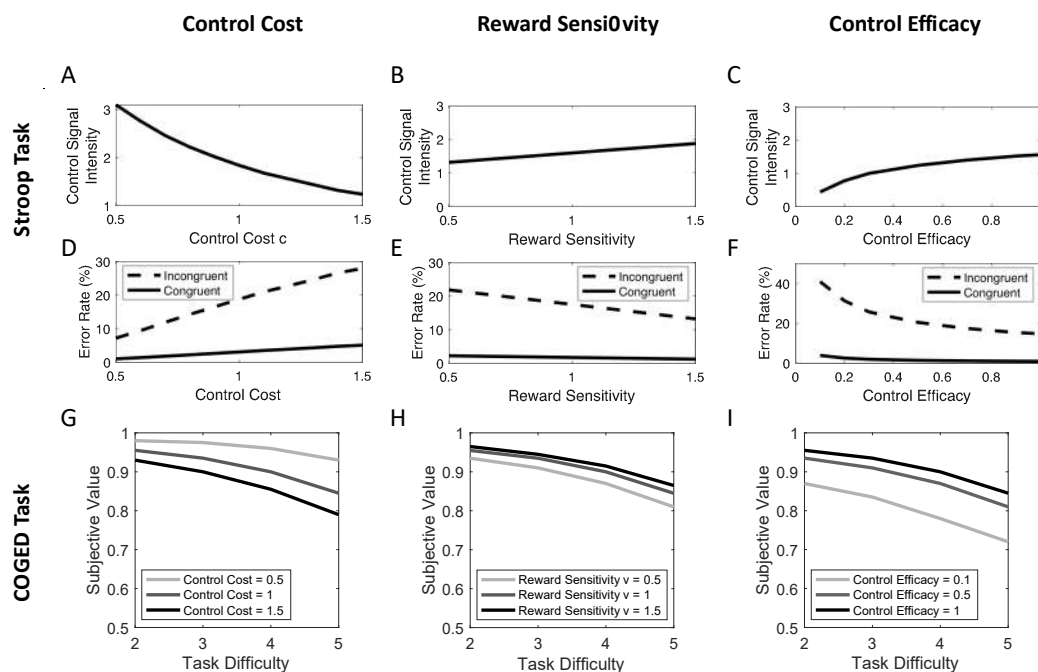 Control Cost
Reward Sensi0vity
Control Efficacy
Stroop Task
A
Control Signal
Intensity
3
2
1
0.5
1
1.5
Control Cost c
B
Control Signal
Intensity
3
2
1
0
0.5
1
1.5
Reward Sensitivity
C
Control Signal
Intensity
3
2
1
0
0
0.2
0.4
0.6
0.8
Control Efficacy
D
Error Rate (%)
30
20
10
0
Incongruent
Congruent
0.5
1
1.5
Control Cost
E
Error Rate (%)
30
20
10
0
Incongruent
Congruent
0.5
1
1.5
Reward Sensitivity
F
Error Rate (%)
40
20
0
Incongruent
Congruent
0
0.2
0.4
0.6
0.8
Control Efficacy
COGED Task
G
Subjective Value
1
0.9
0.8
0.7
0.6
0.5
Control Cost = 0.5
Control Cost = 1
Control Cost = 1.5
2
3
4
5
Task Difficulty
H
Subjective Value
1
0.9
0.8
0.7
0.6
0.5
Reward Sensitivity v = 0.5
Reward Sensitivity v = 1
Reward Sensitivity v = 1.5
2
3
4
5
Task Difficulty
I
Subjective Value
1
0.9
0.8
0.7
0.6
0.5
Control Efficacy = 0.1
Control Efficacy = 0.5
Control Efficacy = 1
2
3
4
5
Task Difficulty